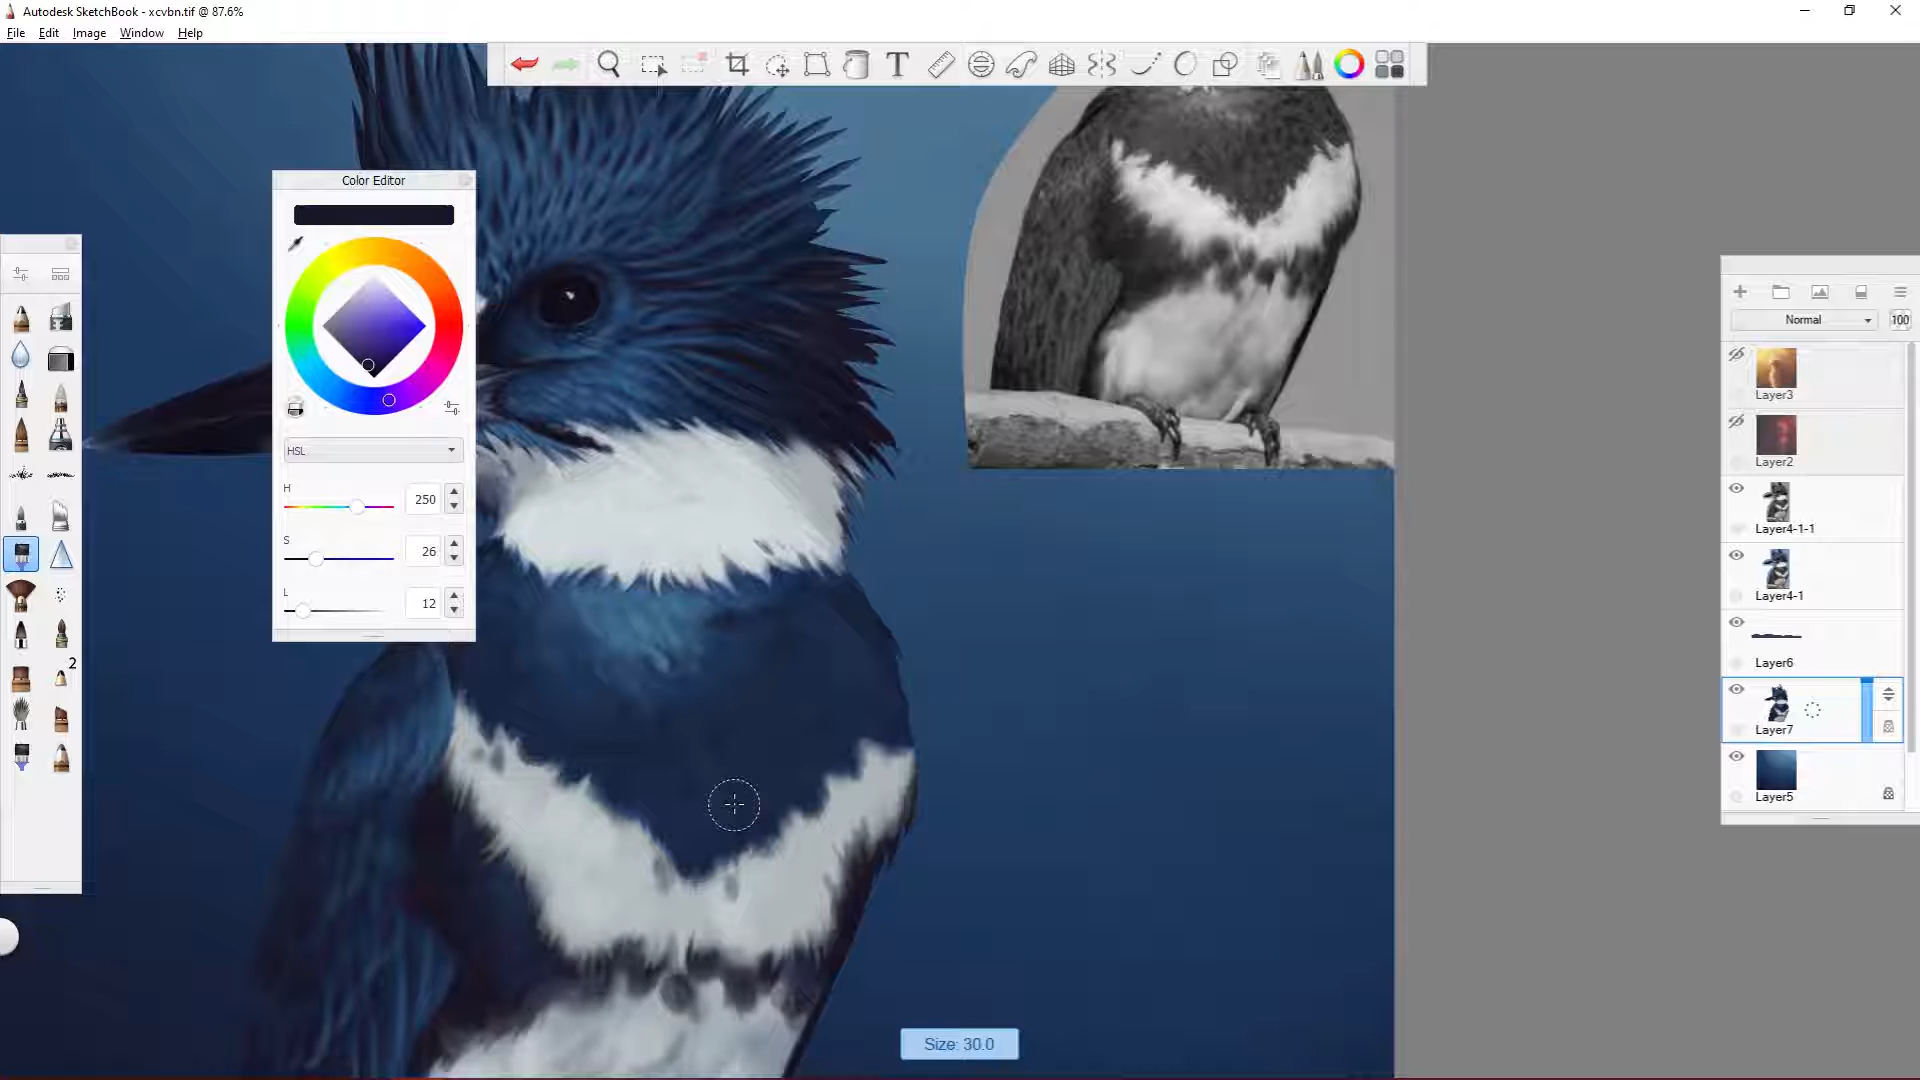 Autodesk SketchBook - xcvbn.tif @ 87.6%
File Edit Image Window Help
T
Color Editor
HSL
H 250
S 26
L 12
2
Normal 100
Layer3
Layer2
Layer4-1-1
Layer4-1
Layer6
Layer7
Layer5
Size: 30.0